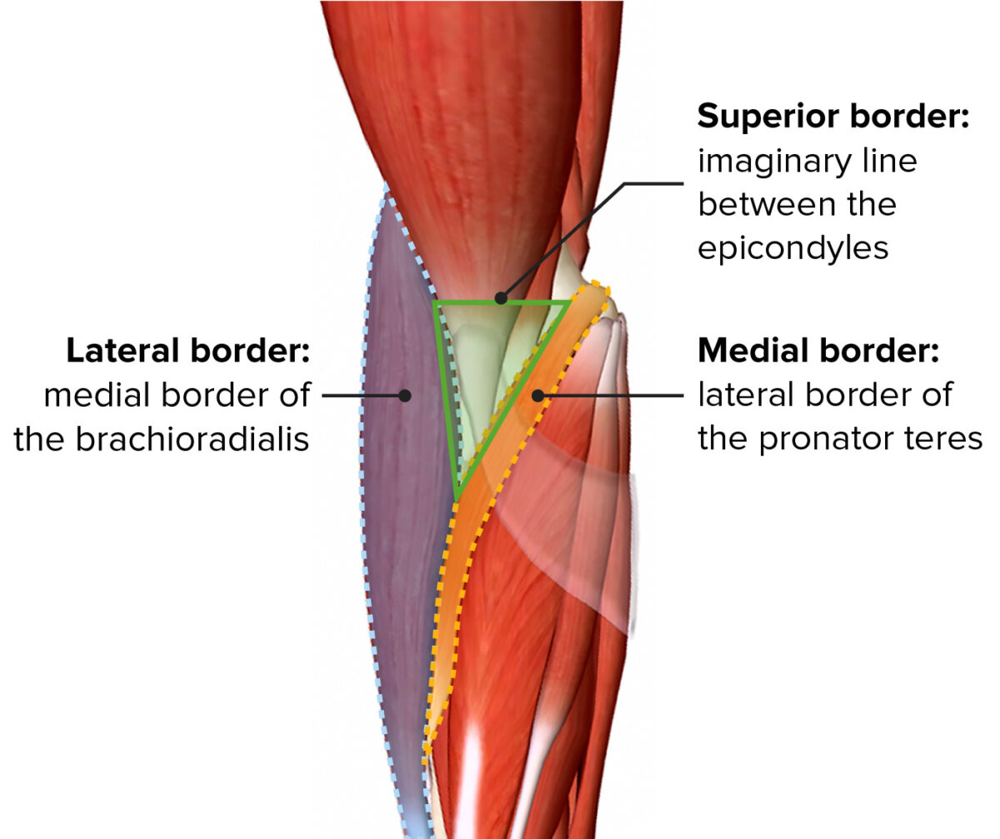 Superior border:
imaginary line
between the
epicondyles
Lateral border:
medial border of
the brachioradialis
Medial border:
lateral border of
the pronator teres